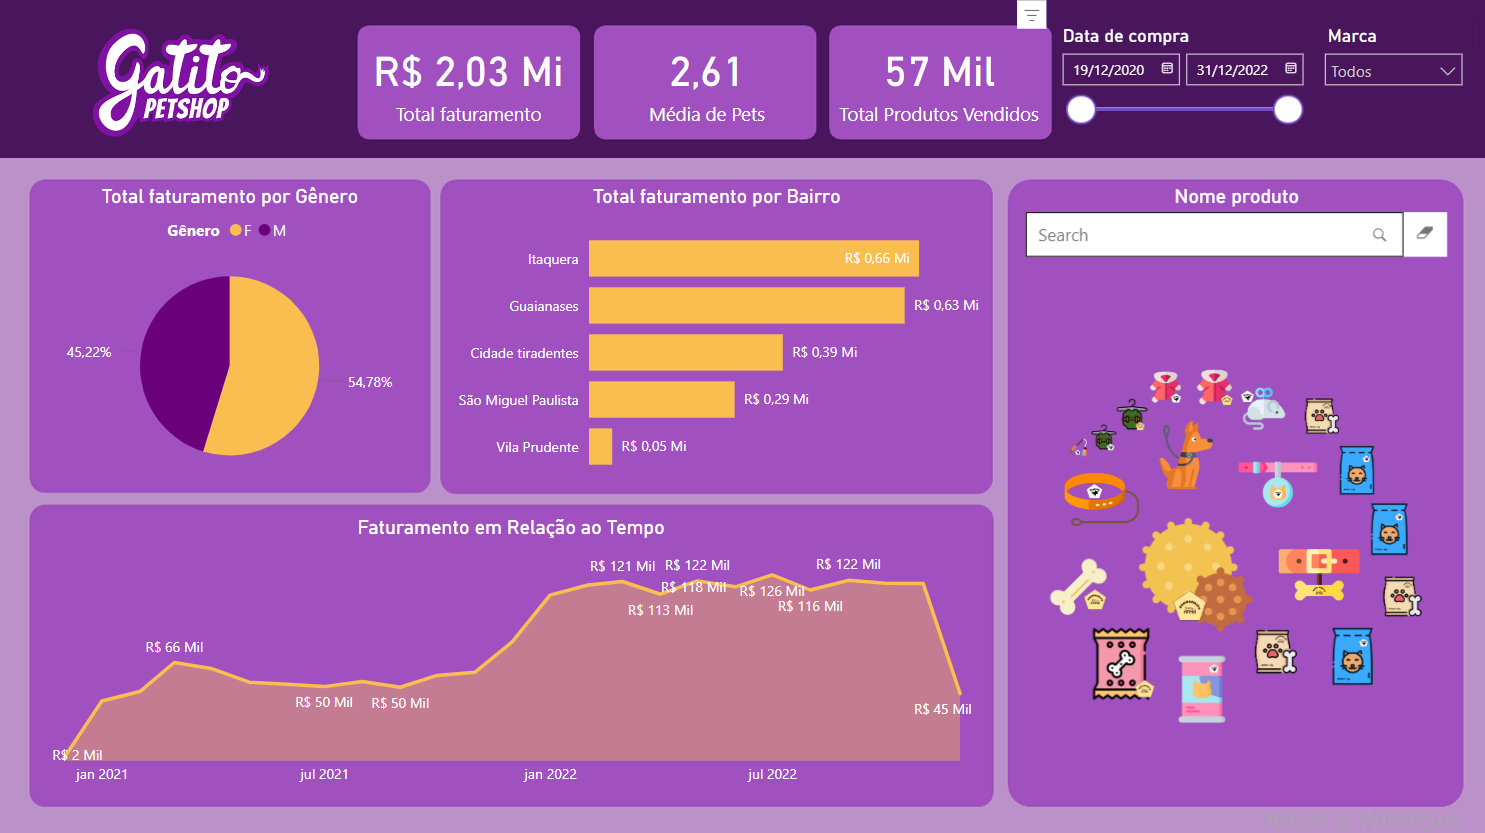 Gatito
PETSHOP
R$ 2,03 Mi
Total faturamento
2,61
Média de Pets
57 Mil
Total Produtos Vendidos
Data de compra
19/12/2020
31/12/2022
Marca
Todos
Total faturamento por Gênero
Gênero F M
45,22%
54,78%
Total faturamento por Bairro
Itaquera R$ 0,66 Mi
Guaianases R$ 0,63 Mi
Cidade tiradentes R$ 0,39 Mi
São Miguel Paulista R$ 0,29 Mi
Vila Prudente R$ 0,05 Mi
Nome produto
Search
Faturamento em Relação ao Tempo
R$ 2 Mil
R$ 66 Mil
R$ 50 Mil
R$ 50 Mil
R$ 121 Mil
R$ 113 Mil
R$ 122 Mil
R$ 118 Mil
R$ 126 Mil
R$ 116 Mil
R$ 122 Mil
R$ 45 Mil
jan 2021
jul 2021
jan 2022
jul 2022
Ativar o Windows